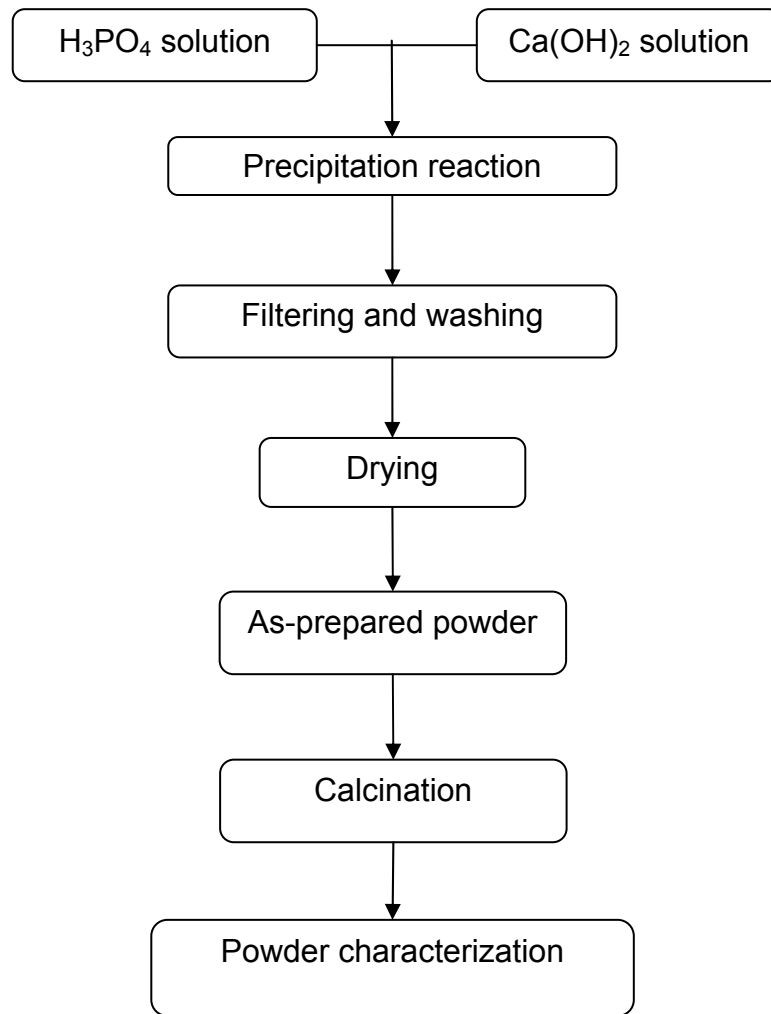 H₃PO₄ solution
Ca(OH)₂ solution
Precipitation reaction
Filtering and washing
Drying
As-prepared powder
Calcination
Powder characterization